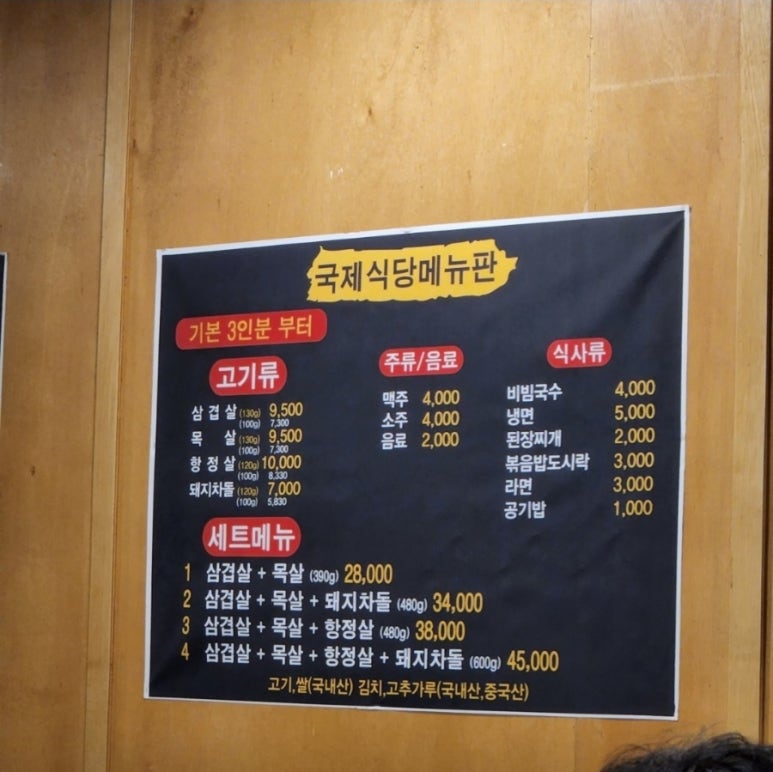 국제식당메뉴판
기본 3인분 부터
고기류
삼겹살 (130g) 9,500
(100g) 7,300
목살 (130g) 9,500
(100g) 7,300
항정살 (120g) 10,000
(100g) 8,330
돼지차돌 (120g) 7,000
(100g) 5,830
주류/음료
맥주 4,000
소주 4,000
음료 2,000
식사류
비빔국수 4,000
냉면 5,000
된장찌개 2,000
볶음밥도시락 3,000
라면 3,000
공기밥 1,000
세트메뉴
1 삼겹살 + 목살 (390g) 28,000
2 삼겹살 + 목살 + 돼지차돌 (480g) 34,000
3 삼겹살 + 목살 + 항정살 (480g) 38,000
4 삼겹살 + 목살 + 항정살 + 돼지차돌 (600g) 45,000
고기,쌀(국내산) 김치,고추가루(국내산,중국산)